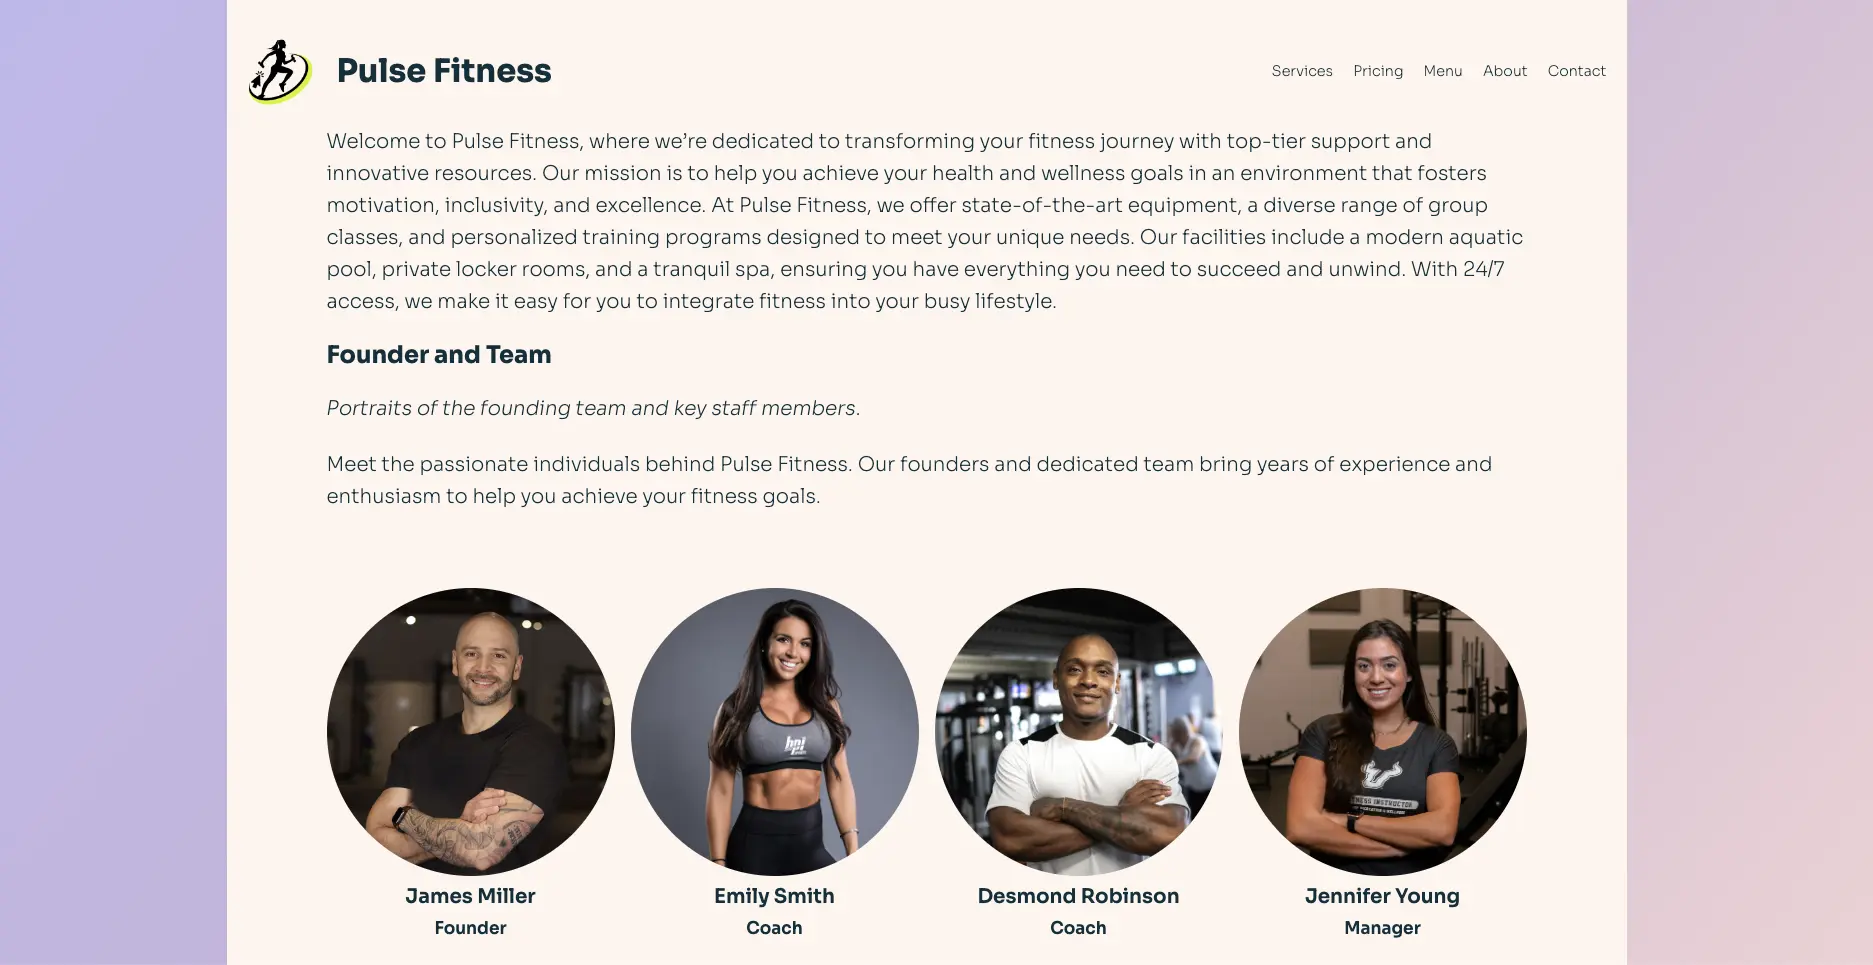 Pulse Fitness
Services Pricing Menu About Contact
Welcome to Pulse Fitness, where we’re dedicated to transforming your fitness journey with top-tier support and
innovative resources. Our mission is to help you achieve your health and wellness goals in an environment that fosters
motivation, inclusivity, and excellence. At Pulse Fitness, we offer state-of-the-art equipment, a diverse range of group
classes, and personalized training programs designed to meet your unique needs. Our facilities include a modern aquatic
pool, private locker rooms, and a tranquil spa, ensuring you have everything you need to succeed and unwind. With 24/7
access, we make it easy for you to integrate fitness into your busy lifestyle.
Founder and Team
Portraits of the founding team and key staff members.
Meet the passionate individuals behind Pulse Fitness. Our founders and dedicated team bring years of experience and
enthusiasm to help you achieve your fitness goals.
James Miller
Founder
Emily Smith
Coach
Desmond Robinson
Coach
INSTRUCTOR
Jennifer Young
Manager